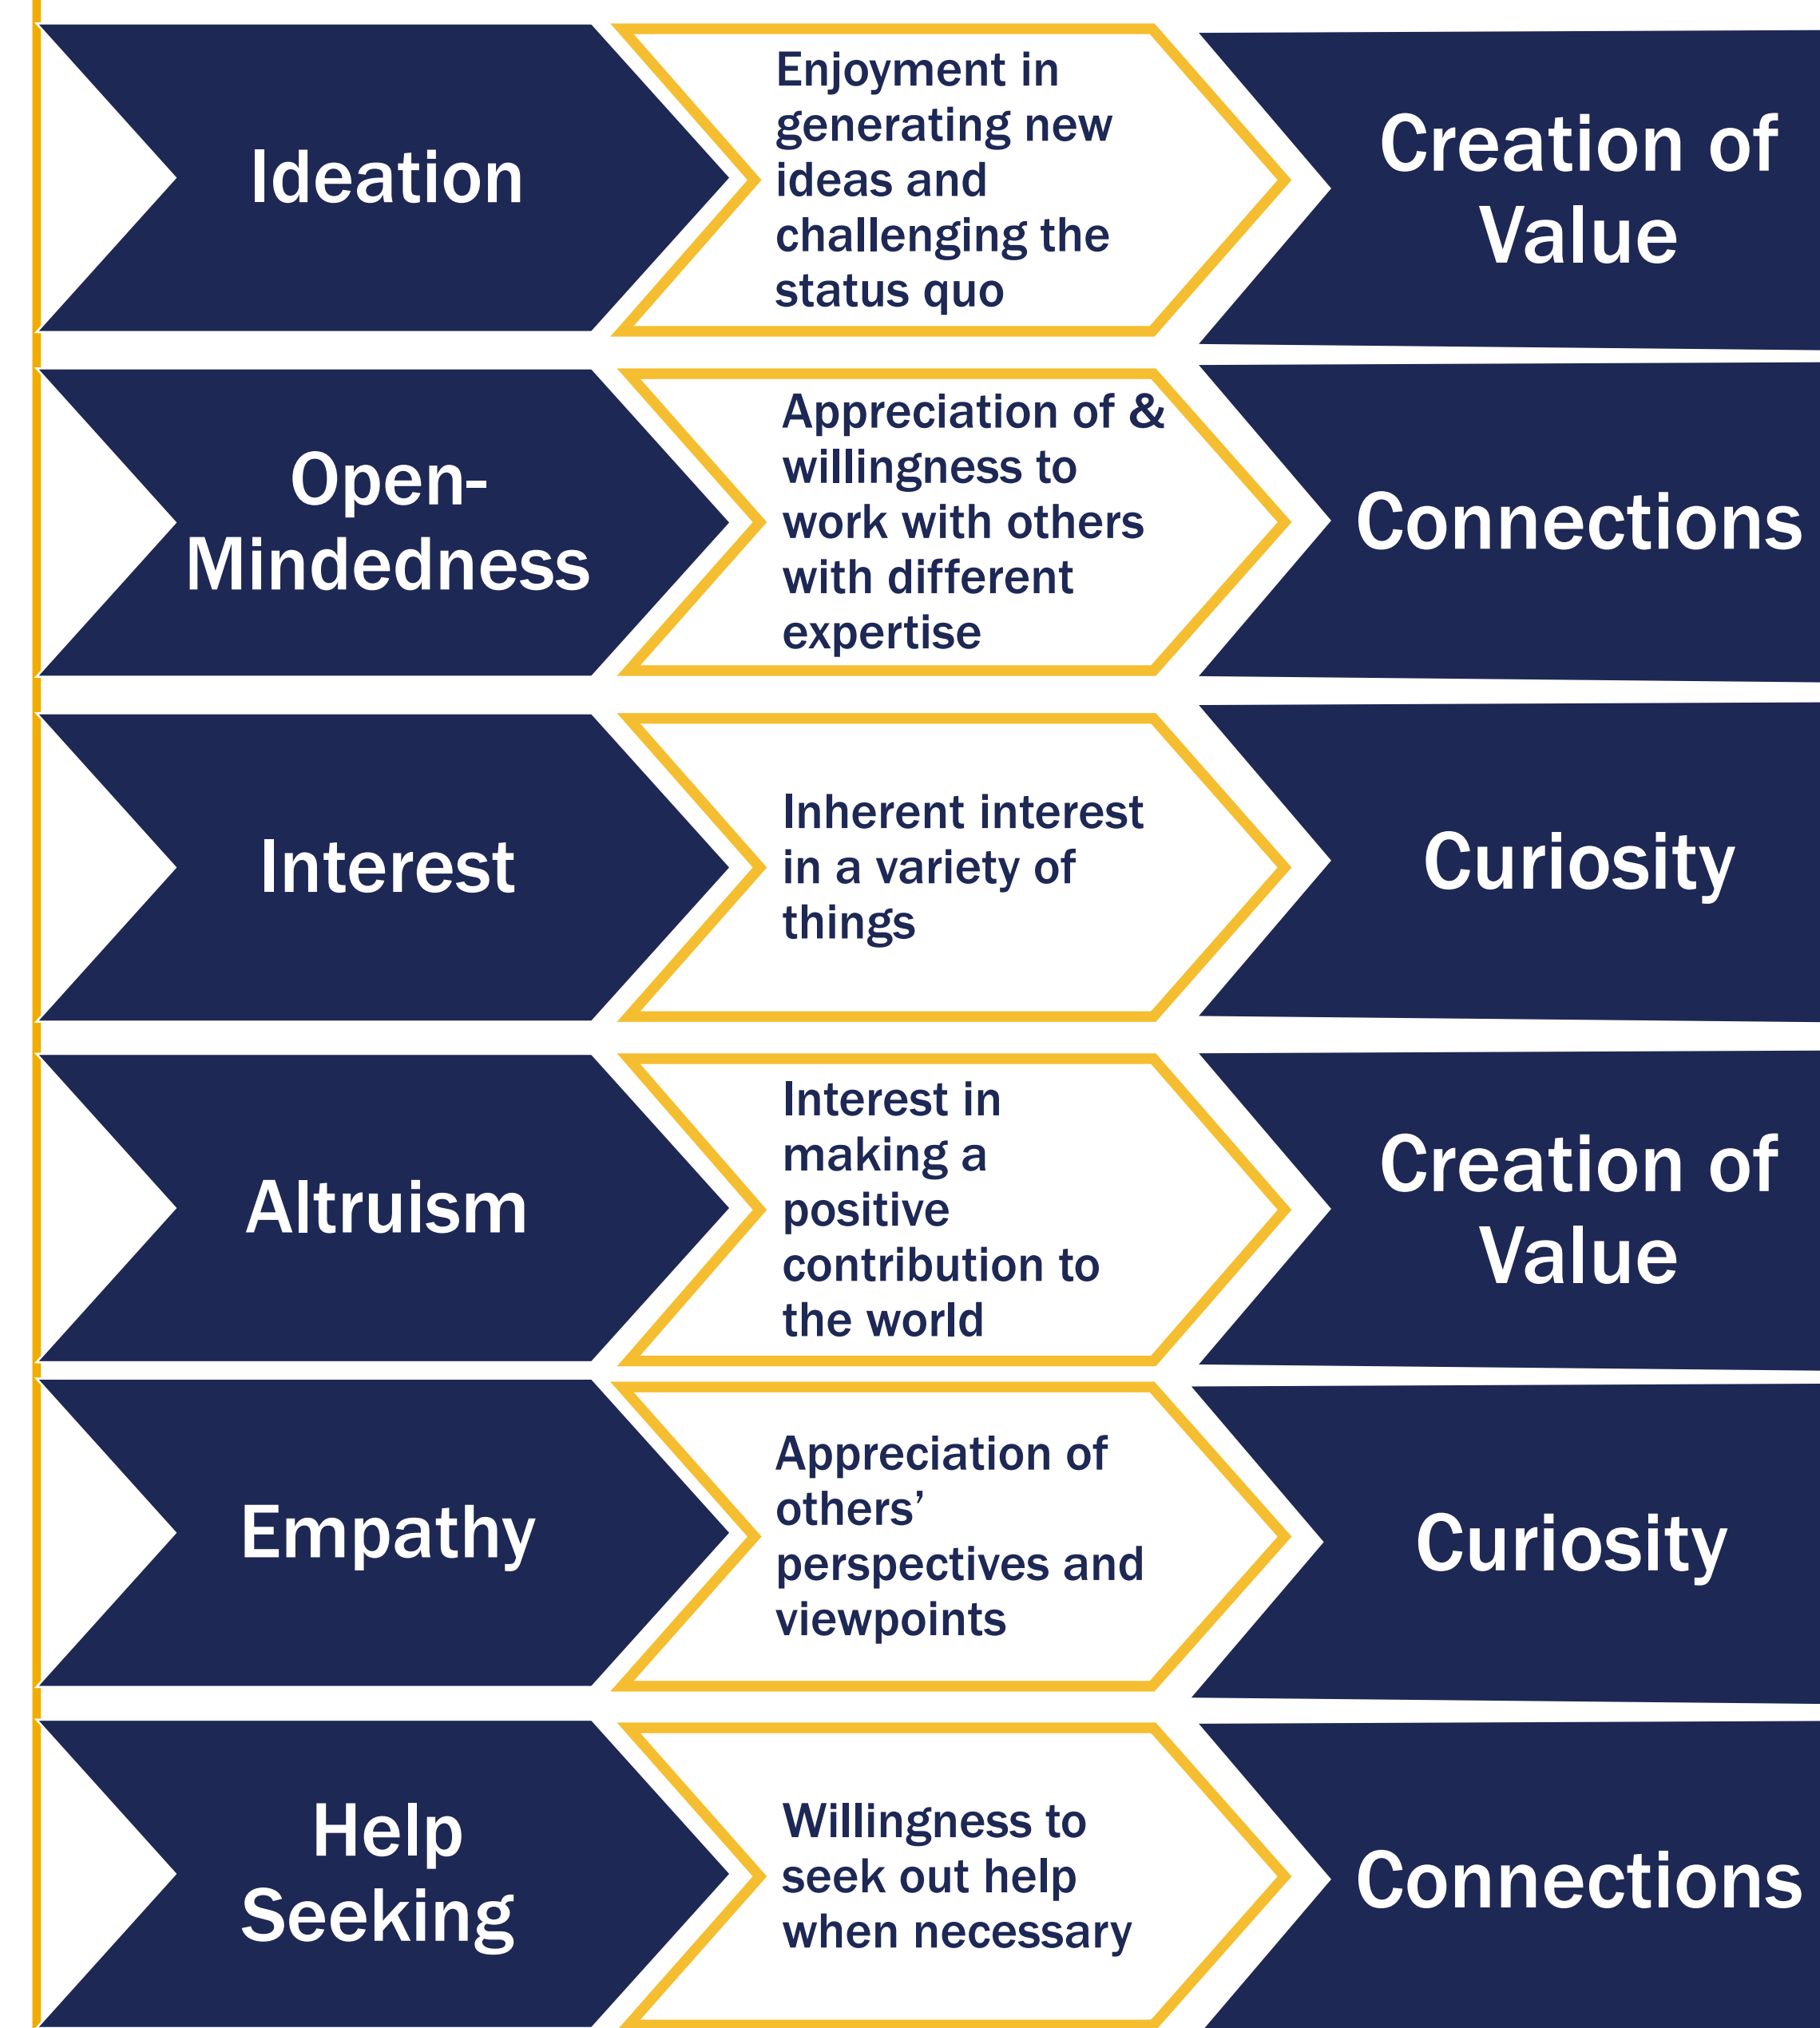 Ideation
Enjoyment in
generating new
ideas and
challenging the
status quo
Creation of
Value
Open-
Mindedness
Appreciation of &
willingness to
work with others
with different
expertise
Connections
Interest
Inherent interest
in a variety of
things
Curiosity
Altruism
Interest in
making a
positive
contribution to
the world
Creation of
Value
Empathy
Appreciation of
others’
perspectives and
viewpoints
Curiosity
Help
Seeking
Willingness to
seek out help
when necessary
Connections